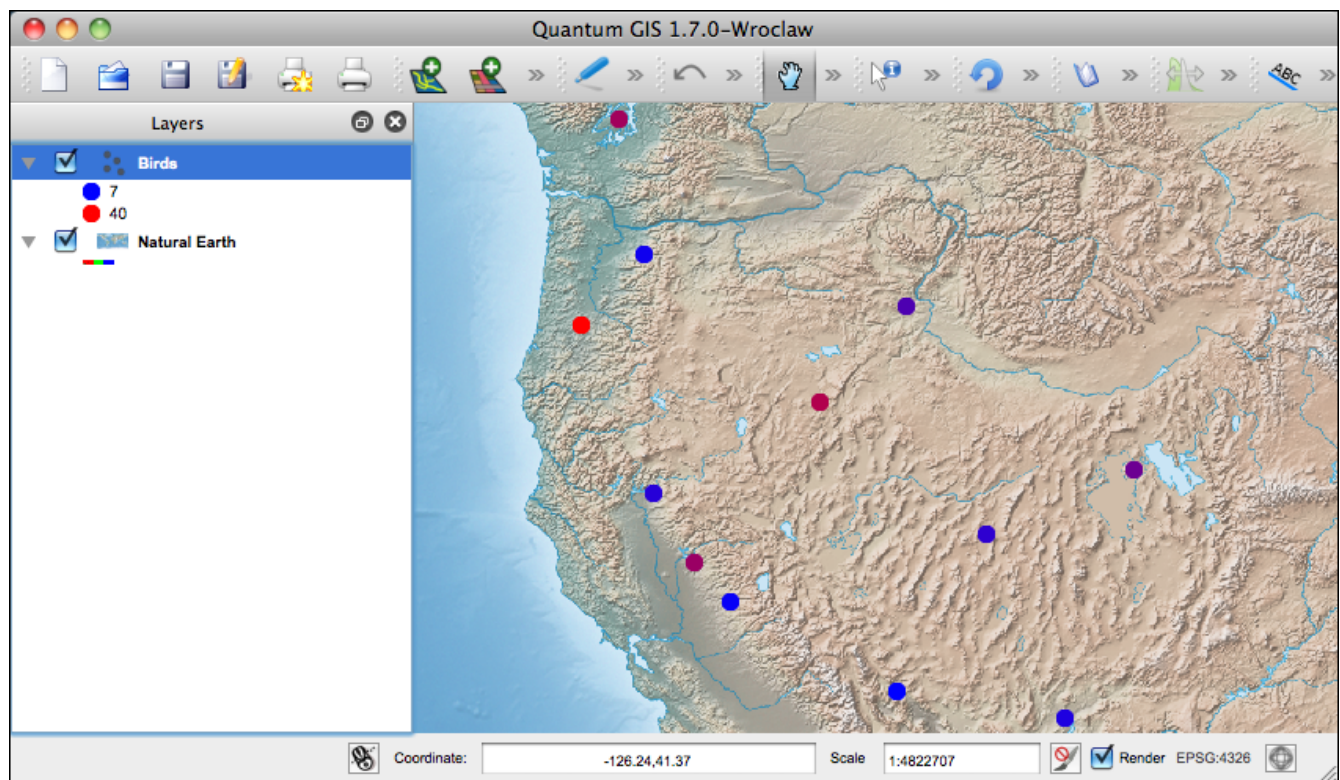 Quantum GIS 1.7.0-Wroclaw
ABC
Layers
Birds
7
40
Natural Earth
Coordinate: -126.24,41.37 Scale 1:4822707 Render EPSG:4326